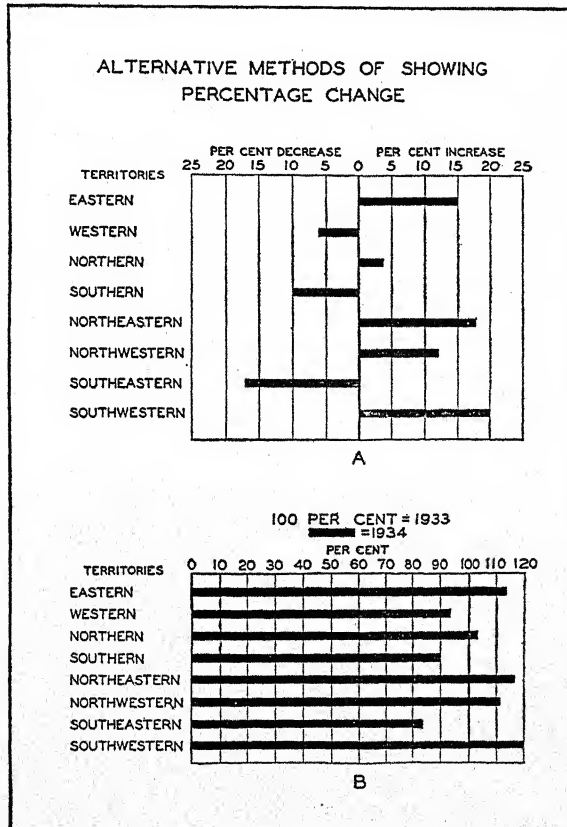 ALTERNATIVE METHODS OF SHOWING
PERCENTAGE CHANGE
PER CENT DECREASE PER CENT INCREASE
25 20 15 10 5 0 5 10 15 20 25
TERRITORIES
EASTERN
WESTERN
NORTHERN
SOUTHERN
NORTHEASTERN
NORTHWESTERN
SOUTHEASTERN
SOUTHWESTERN
A
100 PER CENT = 1933
= 1934
PER CENT
0 10 20 30 40 50 60 70 80 90 100 110 120
TERRITORIES
EASTERN
WESTERN
NORTHERN
SOUTHERN
NORTHEASTERN
NORTHWESTERN
SOUTHEASTERN
SOUTHWESTERN
B